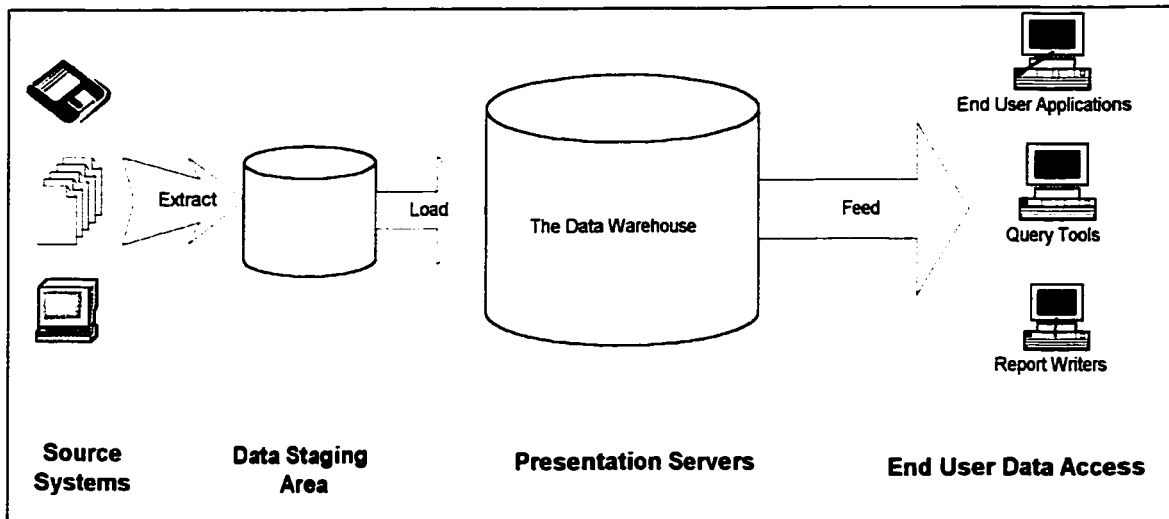 End User Applications
Extract
Load
The Data Warehouse
Feed
Query Tools
Report Writers
Source
Systems
Data Staging
Area
Presentation Servers
End User Data Access